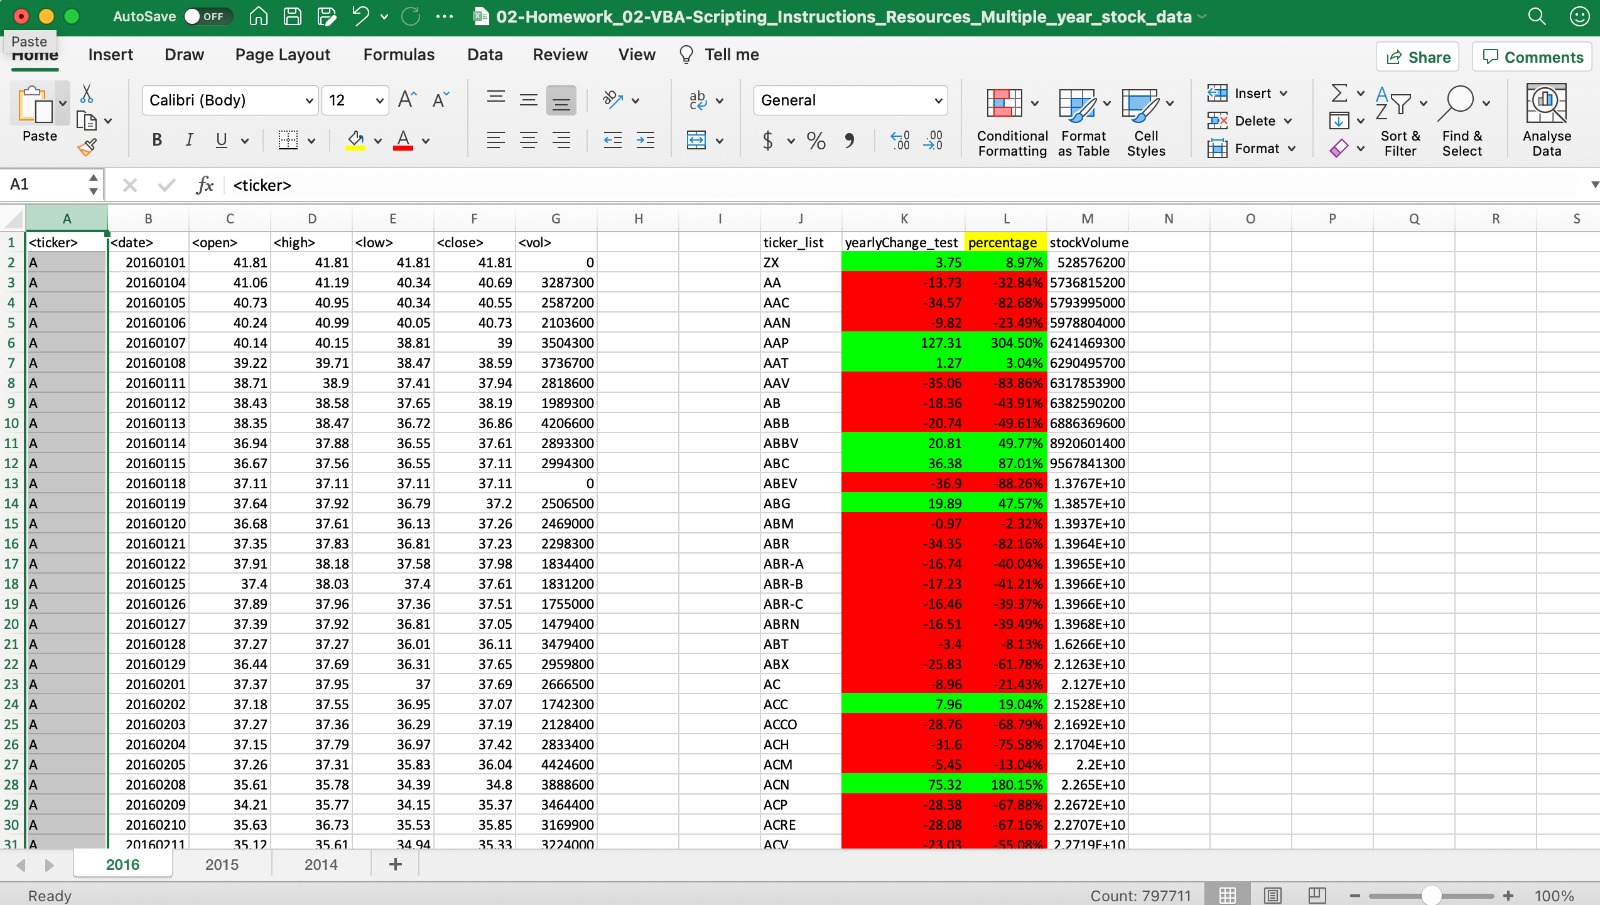 AutoSave OFF 02-Homework_02-VBA-Scripting_Instructions_Resources_Multiple_year_stock_data
Paste
Home Insert Draw Page Layout Formulas Data Review View Tell me Share Comments
Calibri (Body) 12 General Insert
Paste B I U $ % Conditional Formatting Format as Table Cell Styles Delete Format Sort & Filter Find & Select Analyse Data
A1 fx <ticker>
A B C D E F G H I J K L M N O P Q R S
1 <ticker> <date> <open> <high> <low> <close> <vol> ticker_list yearlyChange_test percentage stockVolume
2 A 20160101 41.81 41.81 41.81 41.81 0 ZX 3.75 8.97% 528576200
3 A 20160104 41.06 41.19 40.34 40.69 3287300 AA -13.73 -32.84% 5736815200
4 A 20160105 40.73 40.95 40.34 40.55 2587200 AAC -34.57 -82.68% 5793995000
5 A 20160106 40.24 40.99 40.05 40.73 2103600 AAN -9.82 -23.49% 5978804000
6 A 20160107 40.14 40.15 38.81 39 3504300 AAP 127.31 304.50% 6241469300
7 A 20160108 39.22 39.71 38.47 38.59 3736700 AAT 1.27 3.04% 6290495700
8 A 20160111 38.71 38.9 37.41 37.94 2818600 AAV -35.06 -83.86% 6317853900
9 A 20160112 38.43 38.58 37.65 38.19 1989300 AB -18.36 -43.91% 6382590200
10 A 20160113 38.35 38.47 36.72 36.86 4206600 ABB -20.74 -49.61% 6886369600
11 A 20160114 36.94 37.88 36.55 37.61 2893300 ABBV 20.81 49.77% 8920601400
12 A 20160115 36.67 37.56 36.55 37.11 2994300 ABC 36.38 87.01% 9567841300
13 A 20160118 37.11 37.11 37.11 37.11 0 ABEV -36.9 -88.26% 1.3767E+10
14 A 20160119 37.64 37.92 36.79 37.2 2506500 ABG 19.89 47.57% 1.3857E+10
15 A 20160120 36.68 37.61 36.13 37.26 2469000 ABM -0.97 -2.32% 1.3937E+10
16 A 20160121 37.35 37.83 36.81 37.23 2298300 ABR -34.35 -82.16% 1.3964E+10
17 A 20160122 37.91 38.18 37.58 37.98 1834400 ABR-A -16.74 -40.04% 1.3965E+10
18 A 20160125 37.4 38.03 37.4 37.61 1831200 ABR-B -17.23 -41.21% 1.3966E+10
19 A 20160126 37.89 37.96 37.36 37.51 1755000 ABR-C -16.46 -39.37% 1.3966E+10
20 A 20160127 37.39 37.92 36.81 37.05 1479400 ABRN -16.51 -39.49% 1.3968E+10
21 A 20160128 37.27 37.27 36.01 36.11 3479400 ABT -3.4 -8.13% 1.6266E+10
22 A 20160129 36.44 37.69 36.31 37.65 2959800 ABX -25.83 -61.78% 2.1263E+10
23 A 20160201 37.37 37.95 37 37.69 2666500 AC -8.96 -21.43% 2.127E+10
24 A 20160202 37.18 37.55 36.95 37.07 1742300 ACC 7.96 19.04% 2.1528E+10
25 A 20160203 37.27 37.36 36.29 37.19 2128400 ACCO -28.76 -68.79% 2.1692E+10
26 A 20160204 37.15 37.79 36.97 37.42 2833400 ACH -31.6 -75.58% 2.1704E+10
27 A 20160205 37.26 37.31 35.83 36.04 4424600 ACM -5.45 -13.04% 2.2E+10
28 A 20160208 35.61 35.78 34.39 34.8 3888600 ACN 75.32 180.15% 2.265E+10
29 A 20160209 34.21 35.77 34.15 35.37 3464400 ACP -28.38 -67.88% 2.2672E+10
30 A 20160210 35.63 36.73 35.53 35.85 3169900 ACRE -28.08 -67.16% 2.2707E+10
31 A 20160211 35.12 35.61 34.94 35.33 3224000 ACV -23.03 -55.08% 2.2719E+10
2016 2015 2014
Ready Count: 797711 100%